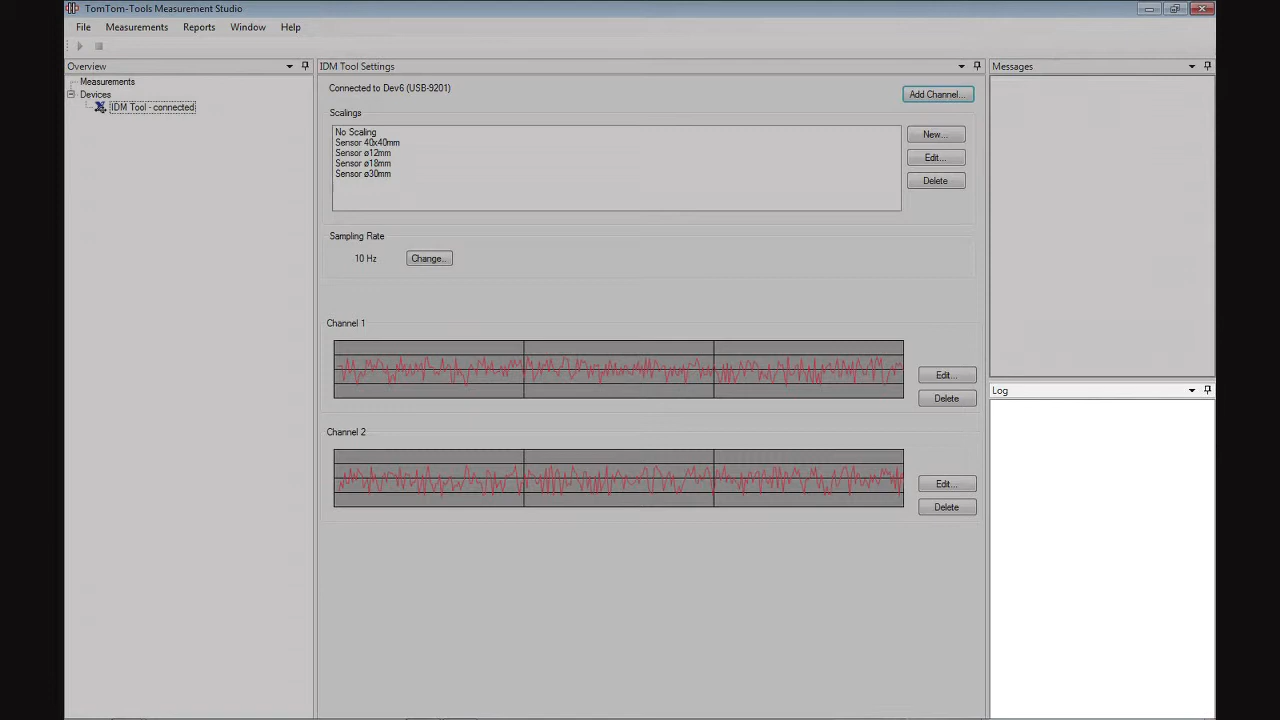 TomTom-Tools Measurement Studio
File Measurements Reports Window Help
Overview
Measurements
Devices
IDM Tool - connected
IDM Tool Settings
Connected to Dev6 (USB-9201)
Add Channel...
Scalings
No Scaling
Sensor 40x40mm
Sensor ø12mm
Sensor ø18mm
Sensor ø30mm
New...
Edit...
Delete
Sampling Rate
10 Hz
Change...
Channel 1
Edit...
Delete
Channel 2
Edit...
Delete
Messages
Log